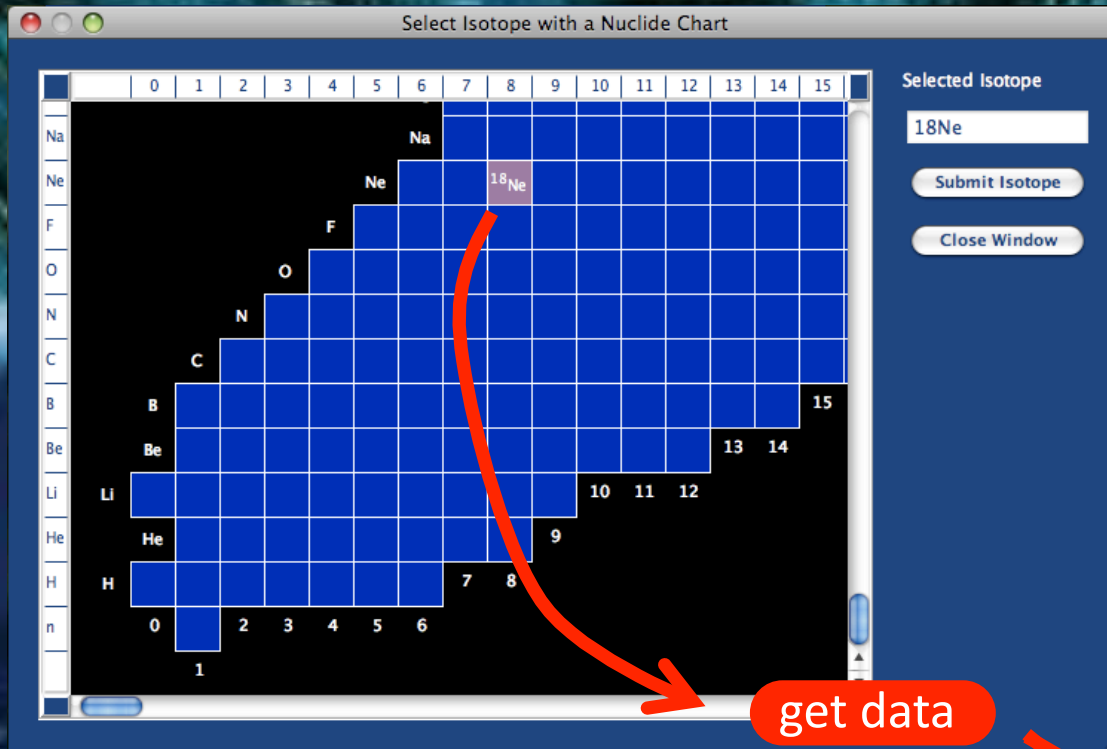 Select Isotope with a Nuclide Chart
0 1 2 3 4 5 6 7 8 9 10 11 12 13 14 15
Selected Isotope
18Ne
Submit Isotope
Close Window
Na Na
Ne Ne 18Ne
F F
O O
N N
C C
B B 15
Be Be 13 14
Li Li 10 11 12
He He 9
H H 7 8
n 0 2 3 4 5 6
1
get data